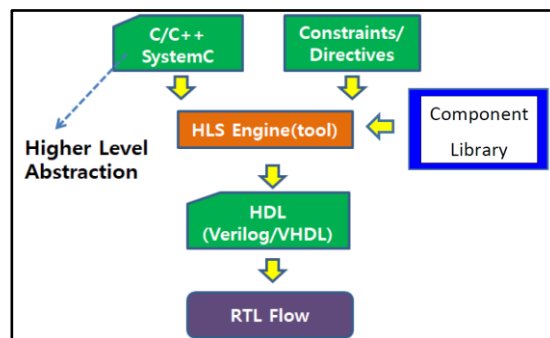 C/C++
SystemC
Constraints/
Directives
HLS Engine(tool)
Component
Library
Higher Level
Abstraction
HDL
(Verilog/VHDL)
RTL Flow